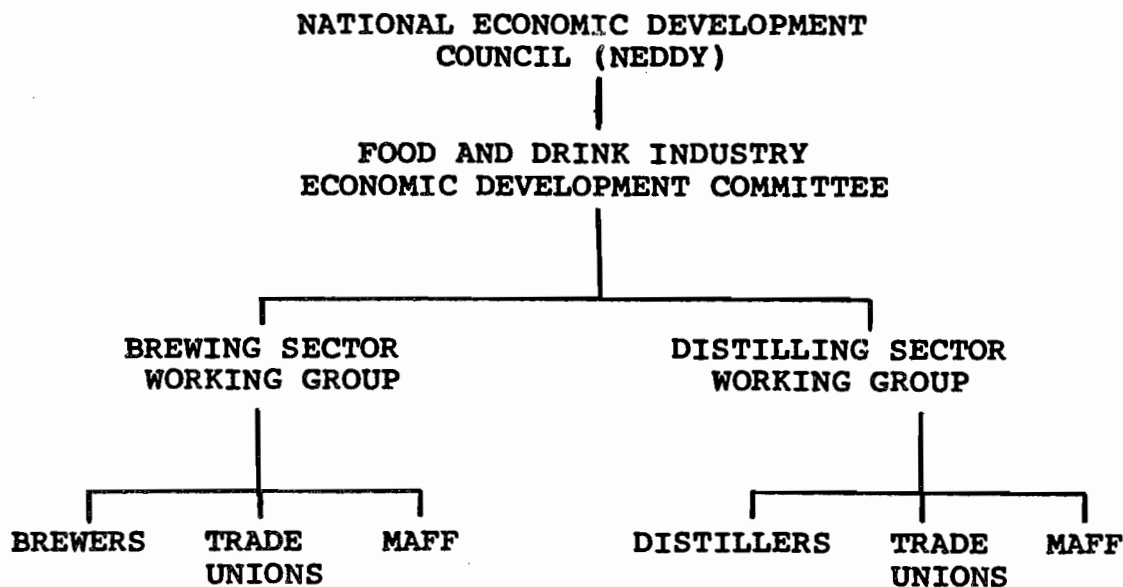 NATIONAL ECONOMIC DEVELOPMENT
COUNCIL (NEDDY)
FOOD AND DRINK INDUSTRY
ECONOMIC DEVELOPMENT COMMITTEE
BREWING SECTOR
WORKING GROUP
DISTILLING SECTOR
WORKING GROUP
BREWERS
TRADE
UNIONS
MAFF
DISTILLERS
TRADE
UNIONS
MAFF